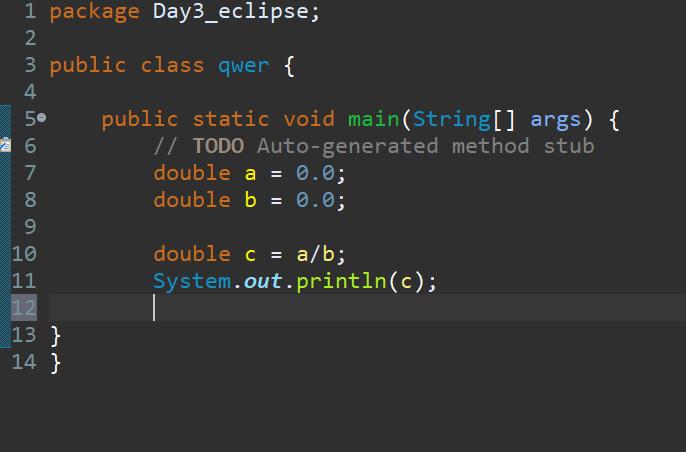 1 package Day3_eclipse;
2
3 public class qwer {
4
5 public static void main(String[] args) {
6 // TODO Auto-generated method stub
7 double a = 0.0;
8 double b = 0.0;
9
10 double c = a/b;
11 System.out.println(c);
12
13 }
14 }